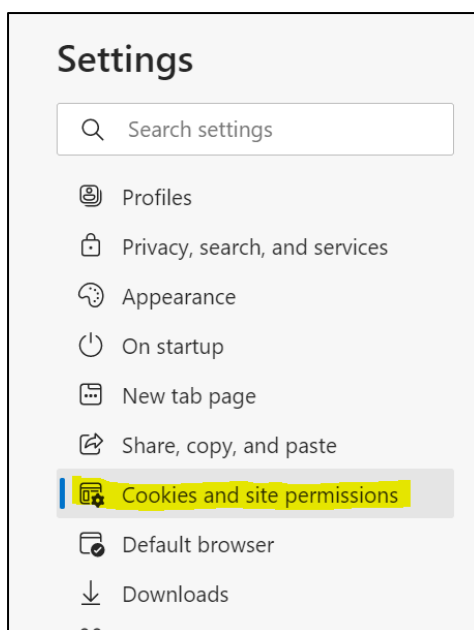 Settings
Search settings
Profiles
Privacy, search, and services
Appearance
On startup
New tab page
Share, copy, and paste
Cookies and site permissions
Default browser
Downloads